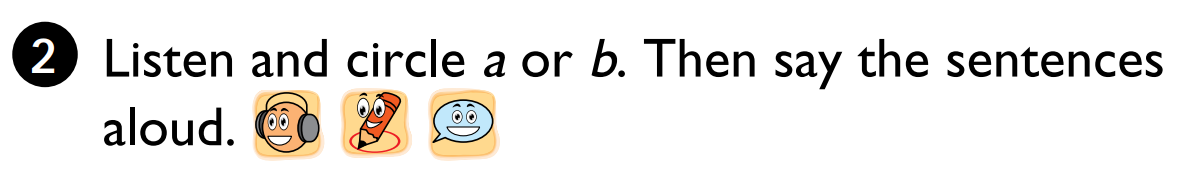 2 Listen and circle a or b. Then say the sentences
aloud.